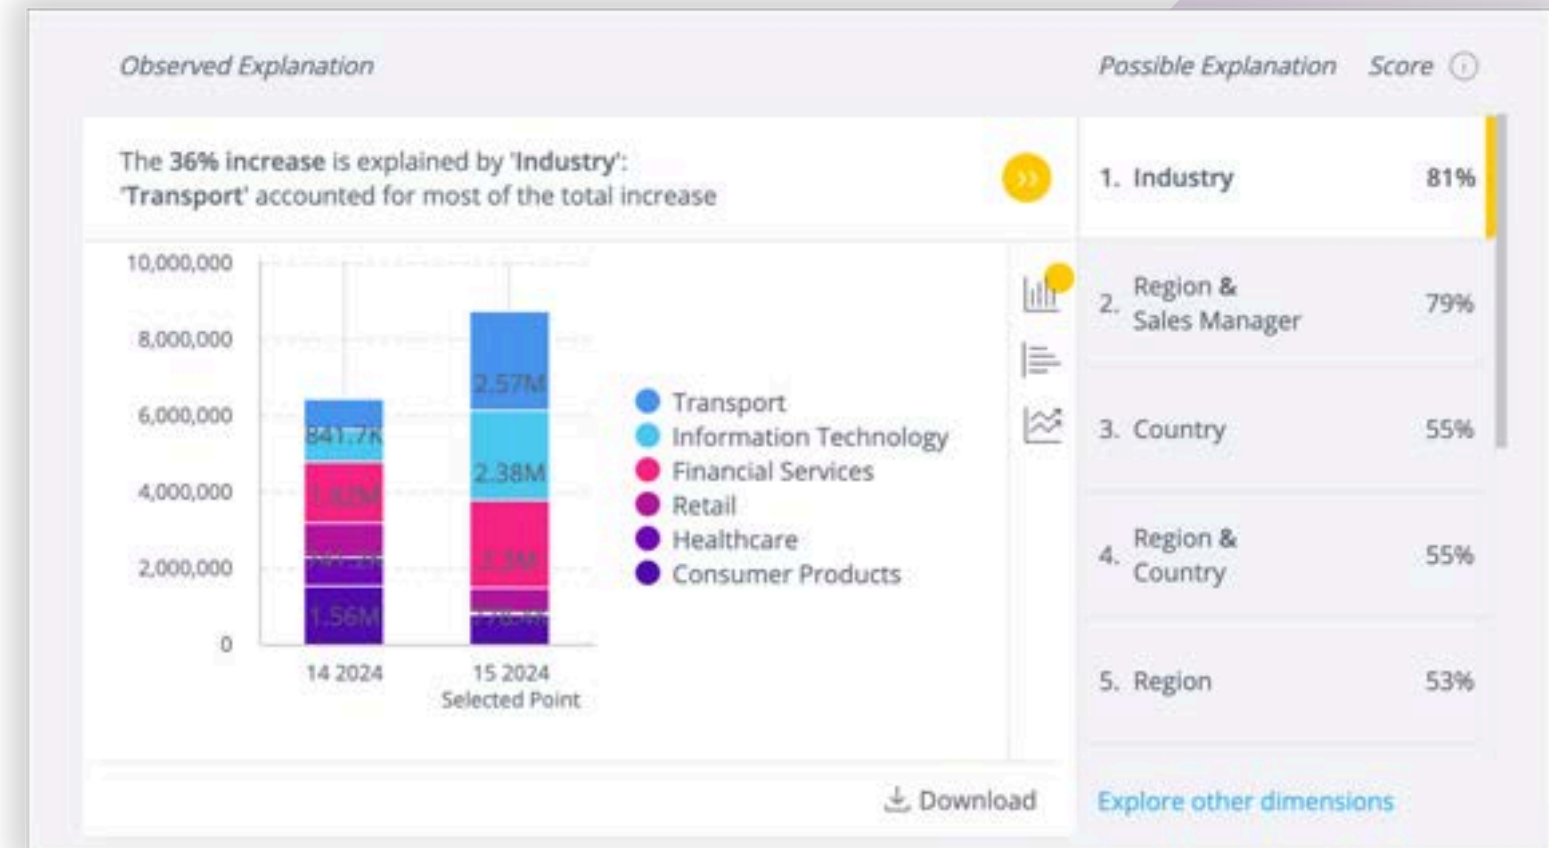 Observed Explanation
Possible Explanation Score
The 36% increase is explained by 'Industry':
'Transport' accounted for most of the total increase
1. Industry 81%
2. Region &
Sales Manager 79%
3. Country 55%
4. Region &
Country 55%
5. Region 53%
Explore other dimensions
10,000,000
8,000,000
6,000,000
4,000,000
2,000,000
0
841.7K
1.56M
2.57M
2.38M
2.3M
14 2024
15 2024
Selected Point
Transport
Information Technology
Financial Services
Retail
Healthcare
Consumer Products
Download